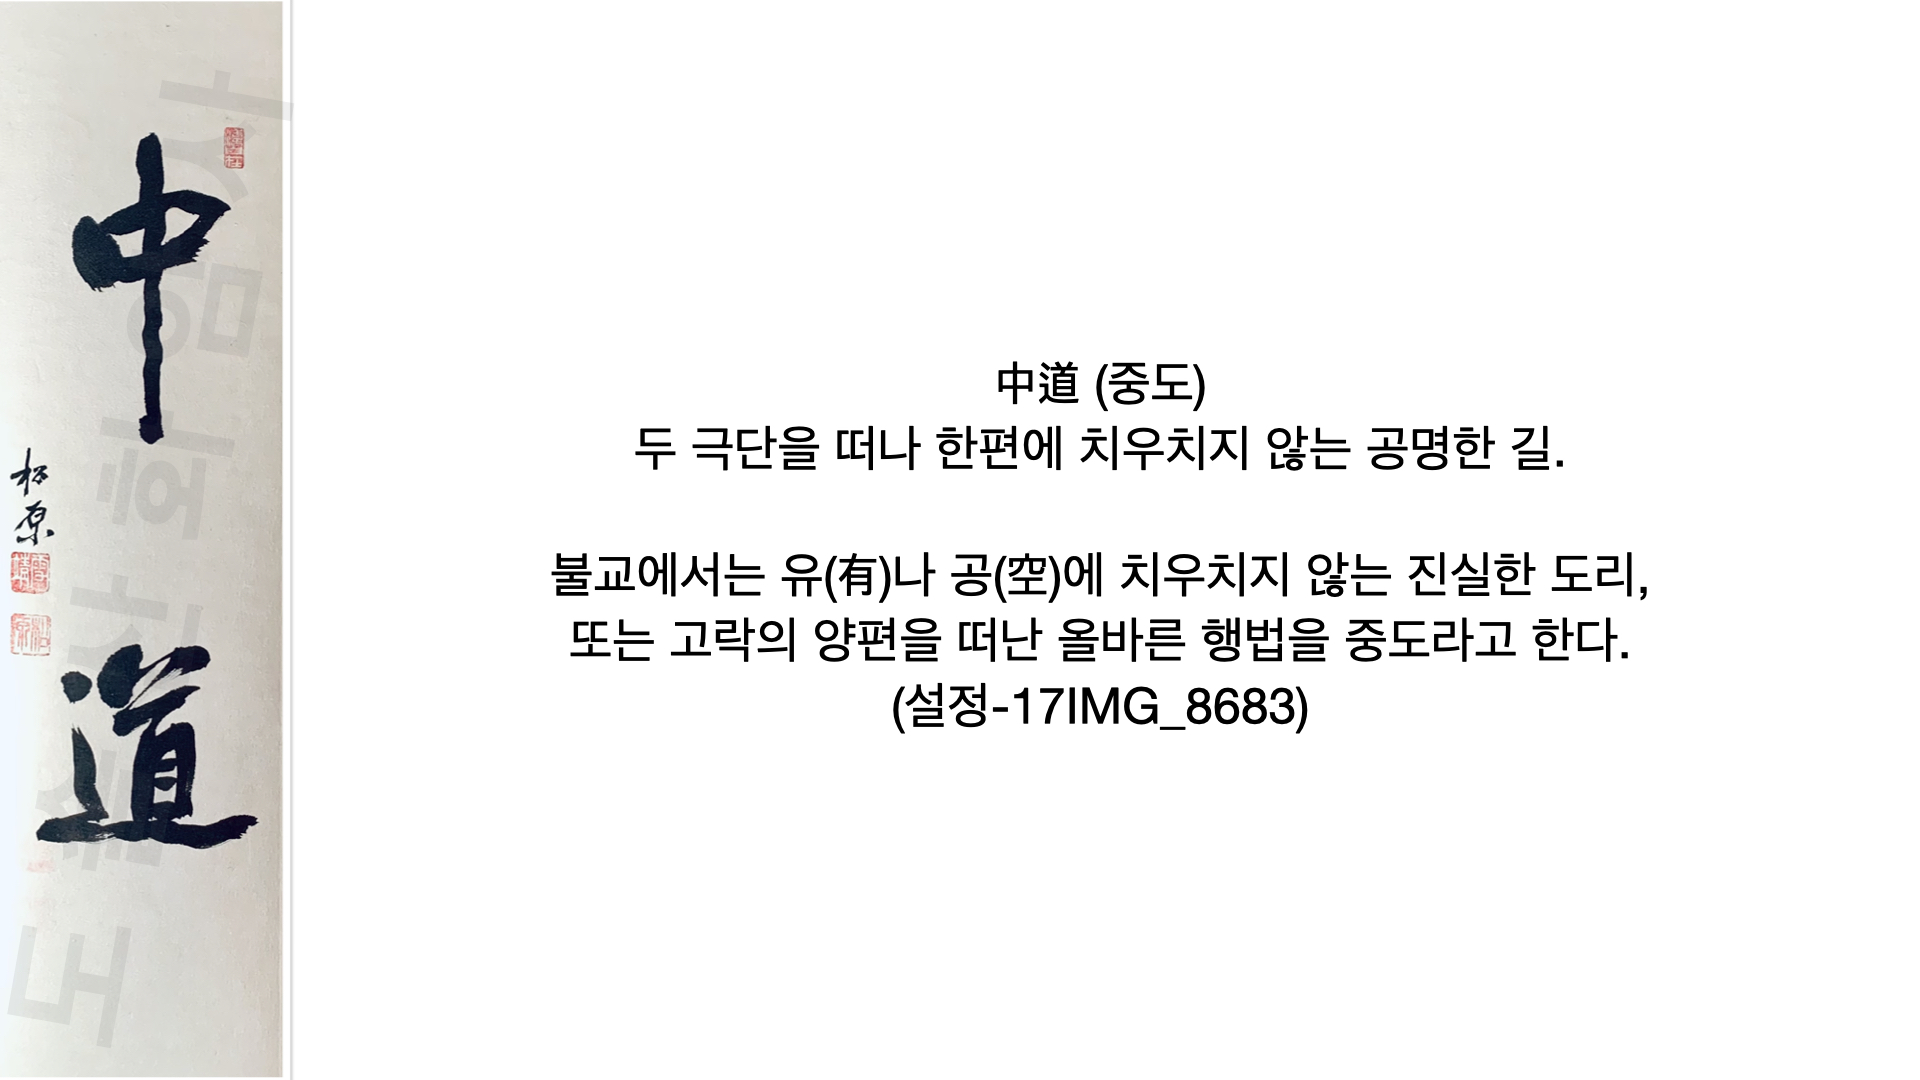 中道
松原
中道 (중도)
두 극단을 떠나 한편에 치우치지 않는 공명한 길.
불교에서는 유(有)나 공(空)에 치우치지 않는 진실한 도리,
또는 고락의 양편을 떠난 올바른 행법을 중도라고 한다.
(설정-17IMG_8683)